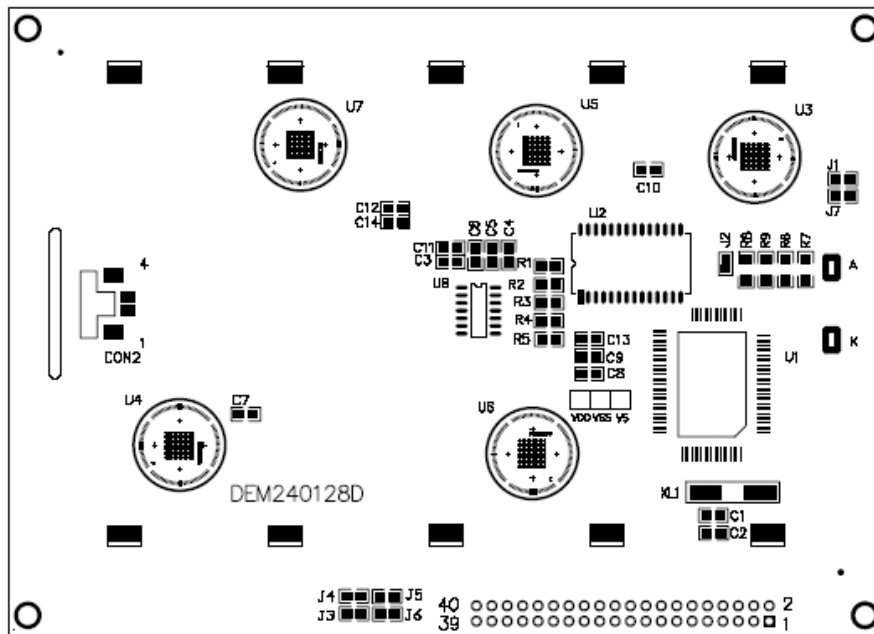 U7
U5
U3
C10
J1
J7
C12
C14
C6 C5 C4
U2
J2
R9 R8 R7
C11
C3
R1
A
4
U8
R2
R3
R4
R5
C13
C9
C8
K
U1
1
CON2
U4
C7
U6
VDD VSS V5
DEM240128D
XL1
C1
C2
J4
J5
J3
J6
40
2
39
1